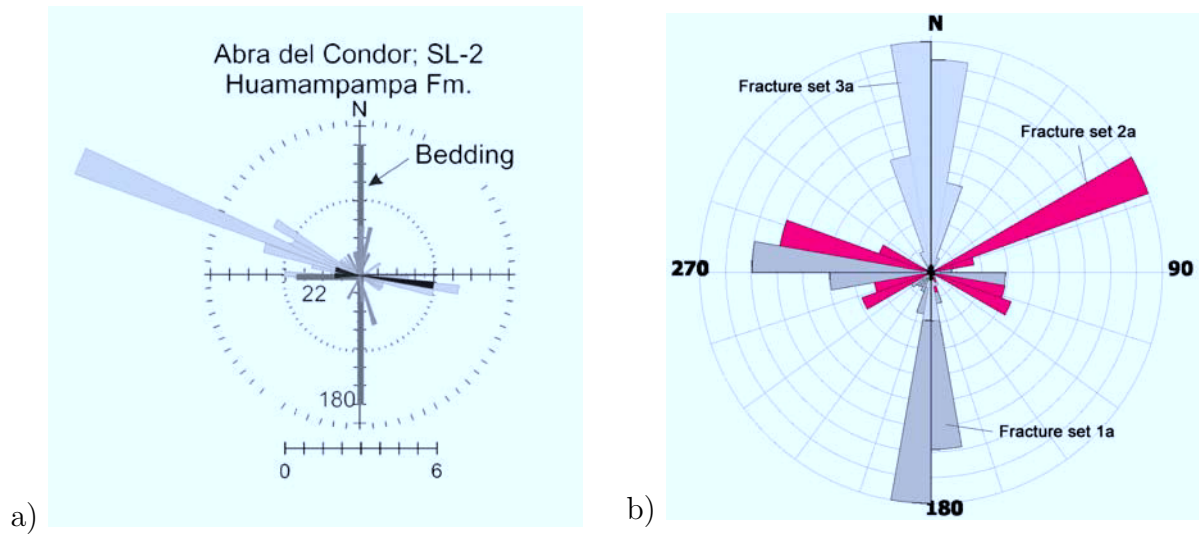 Abra del Condor; SL-2
Huamampampa Fm.
N
Bedding
22
180
0 6
a)
N
Fracture set 3a
Fracture set 2a
270 90
Fracture set 1a
180
b)